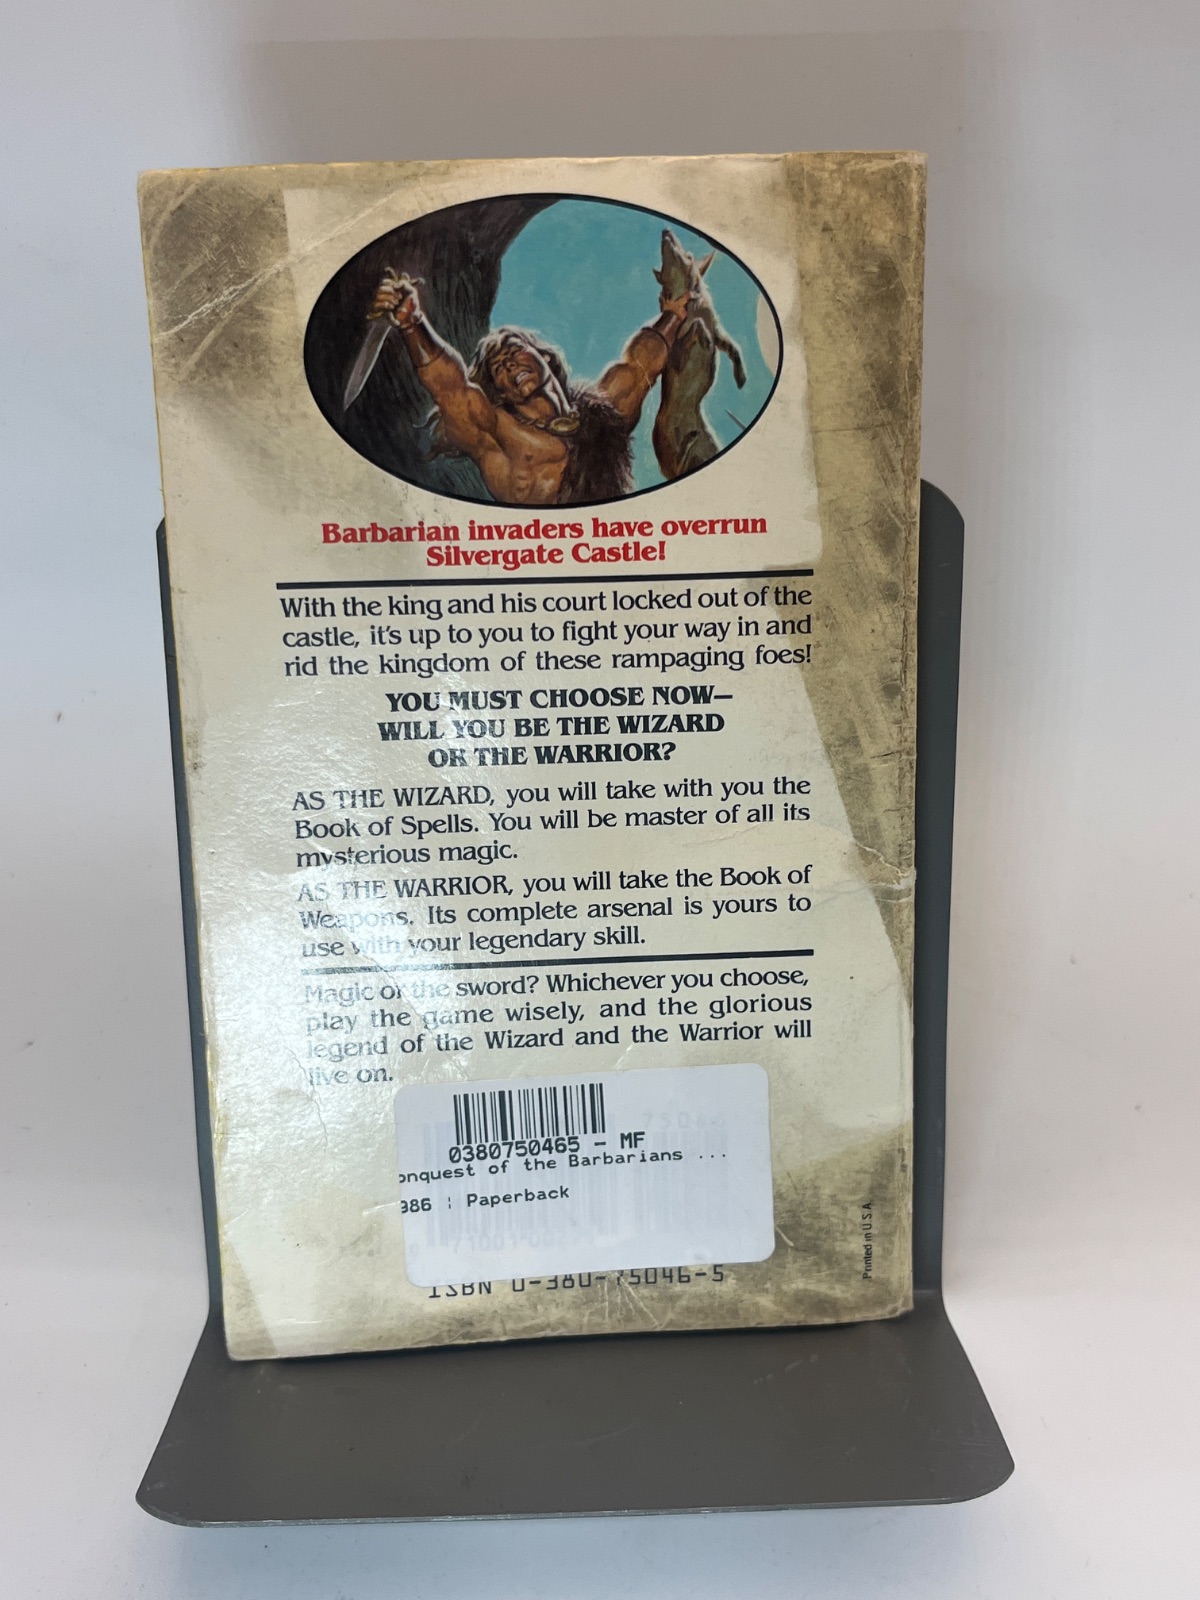 Barbarian invaders have overrun
Silvergate Castle!
With the king and his court locked out of the
castle, it's up to you to fight your way in and
rid the kingdom of these rampaging foes!
YOU MUST CHOOSE NOW—
WILL YOU BE THE WIZARD
OR THE WARRIOR?
AS THE WIZARD, you will take with you the
Book of Spells. You will be master of all its
mysterious magic.
AS THE WARRIOR, you will take the Book of
Weapons. Its complete arsenal is yours to
use with your legendary skill.
Magic or the sword? Whichever you choose,
play the game wisely, and the glorious
legend of the Wizard and the Warrior will
live on.
75046
0380750465 - MF
onquest of the Barbarians ...
986 : Paperback
ISBN 0-380-75046-5
Printed in U.S.A.